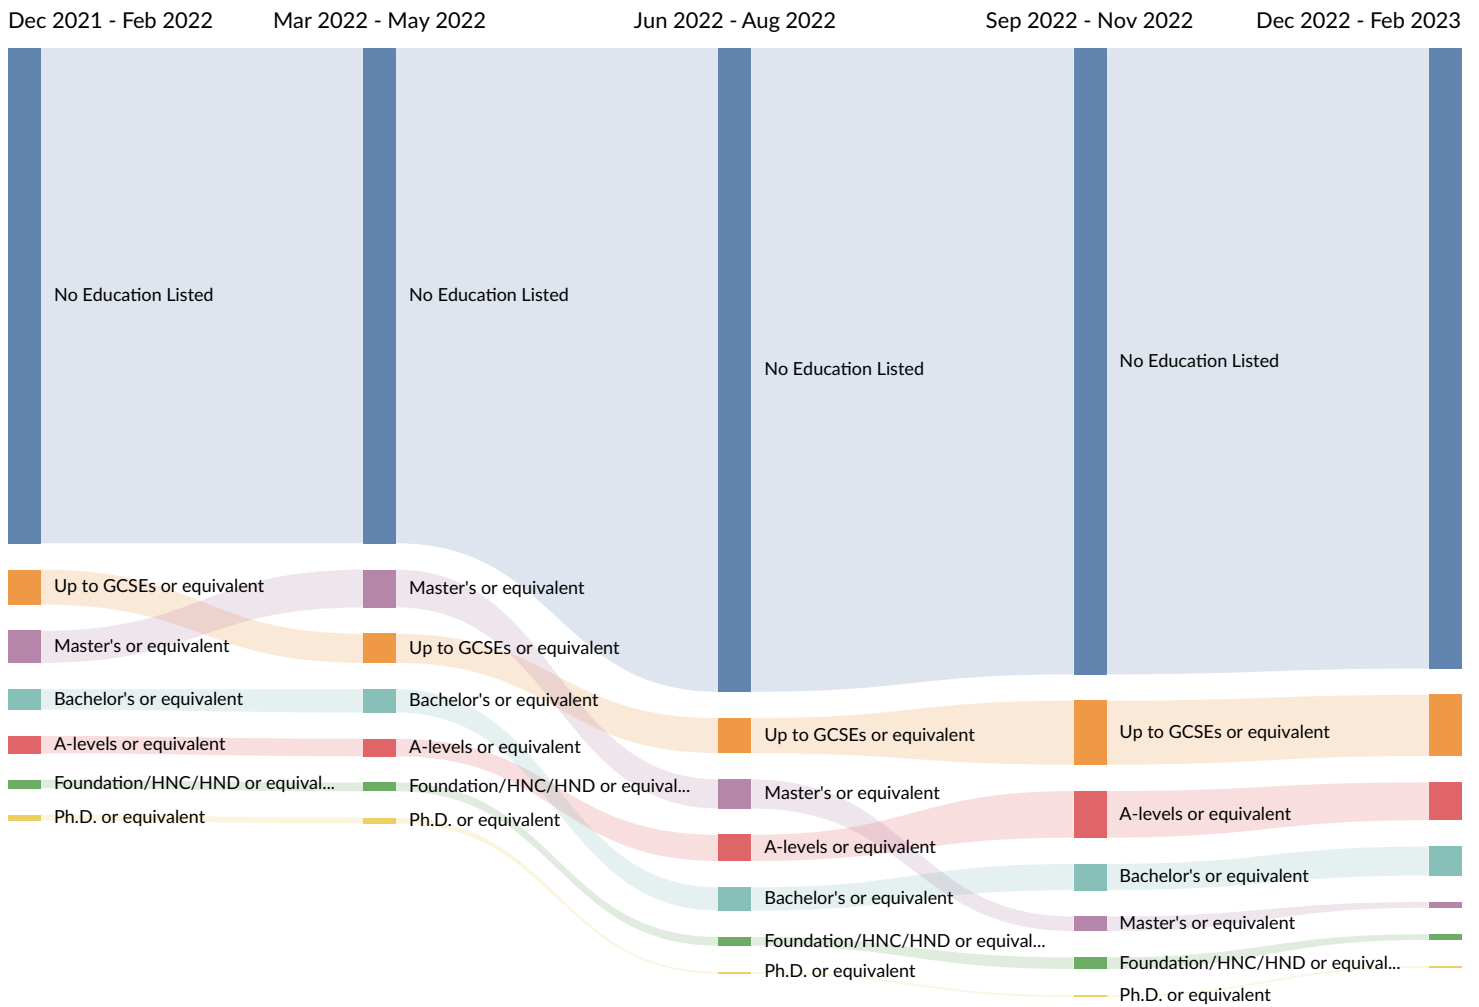 Dec 2021 - Feb 2022
Mar 2022 - May 2022
Jun 2022 - Aug 2022
Sep 2022 - Nov 2022
Dec 2022 - Feb 2023
No Education Listed
Up to GCSEs or equivalent
Master's or equivalent
Bachelor's or equivalent
A-levels or equivalent
Foundation/HNC/HND or equival...
Ph.D. or equivalent
No Education Listed
Master's or equivalent
Up to GCSEs or equivalent
Bachelor's or equivalent
A-levels or equivalent
Foundation/HNC/HND or equival...
Ph.D. or equivalent
No Education Listed
Up to GCSEs or equivalent
Master's or equivalent
A-levels or equivalent
Bachelor's or equivalent
Foundation/HNC/HND or equival...
Ph.D. or equivalent
No Education Listed
Up to GCSEs or equivalent
A-levels or equivalent
Bachelor's or equivalent
Master's or equivalent
Foundation/HNC/HND or equival...
Ph.D. or equivalent